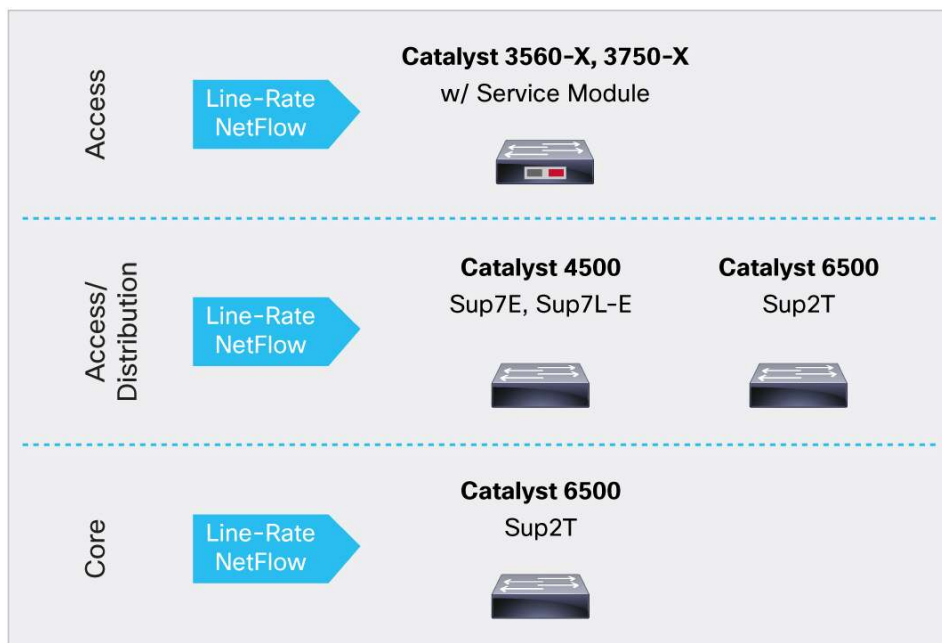 Access
Line-Rate
NetFlow
Catalyst 3560-X, 3750-X
w/ Service Module
Access/
Distribution
Line-Rate
NetFlow
Catalyst 4500
Sup7E, Sup7L-E
Catalyst 6500
Sup2T
Core
Line-Rate
NetFlow
Catalyst 6500
Sup2T